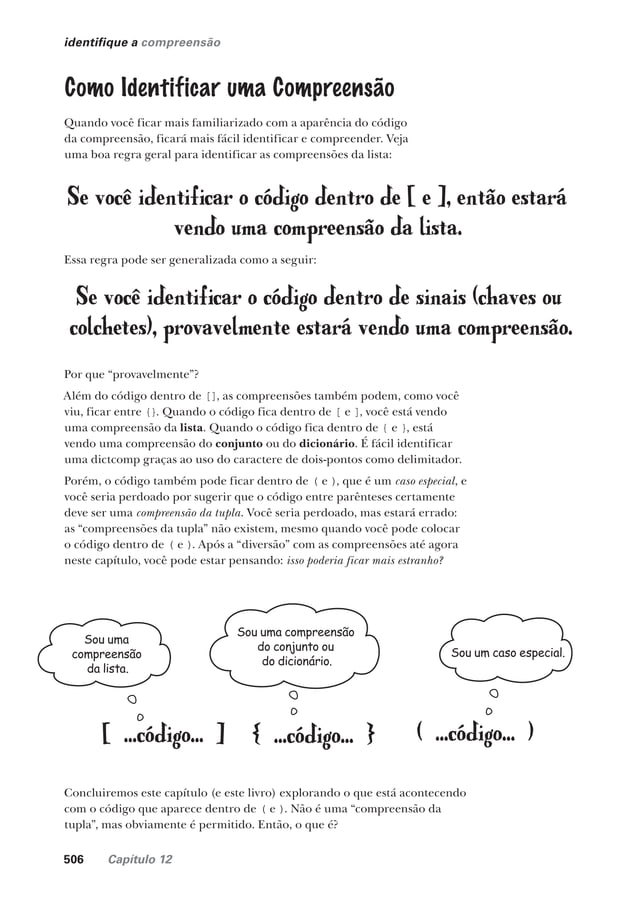 identifique a compreensão
Como Identificar uma Compreensão
Quando você ficar mais familiarizado com a aparência do código
da compreensão, ficará mais fácil identificar e compreender. Veja
uma boa regra geral para identificar as compreensões da lista:
Se você identificar o código dentro de [ e ], então estará
vendo uma compreensão da lista.
Essa regra pode ser generalizada como a seguir:
Se você identificar o código dentro de sinais (chaves ou
colchetes), provavelmente estará vendo uma compreensão.
Por que “provavelmente”?
Além do código dentro de [], as compreensões também podem, como você
viu, ficar entre {}. Quando o código fica dentro de [ e ], você está vendo
uma compreensão da lista. Quando o código fica dentro de { e }, está
vendo uma compreensão do conjunto ou do dicionário. É fácil identificar
uma dictcomp graças ao uso do caractere de dois-pontos como delimitador.
Porém, o código também pode ficar dentro de ( e ), que é um caso especial, e
você seria perdoado por sugerir que o código entre parênteses certamente
deve ser uma compreensão da tupla. Você seria perdoado, mas estará errado:
as “compreensões da tupla” não existem, mesmo quando você pode colocar
o código dentro de ( e ). Após a “diversão” com as compreensões até agora
neste capítulo, você pode estar pensando: isso poderia ficar mais estranho?
Sou uma
compreensão
da lista.
Sou uma compreensão
do conjunto ou
do dicionário.
Sou um caso especial.
[ ...código... ]
{ ...código... }
( ...código... )
Concluiremos este capítulo (e este livro) explorando o que está acontecendo
com o código que aparece dentro de ( e ). Não é uma “compreensão da
tupla”, mas obviamente é permitido. Então, o que é?
506 Capítulo 12